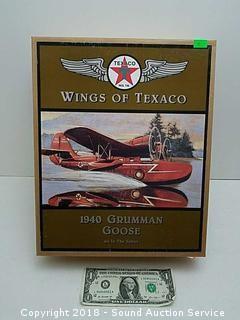 TEXACO
WINGS OF TEXACO
1940 GRUMMAN
GOOSE
Copyright 2018 - Sound Auction Service